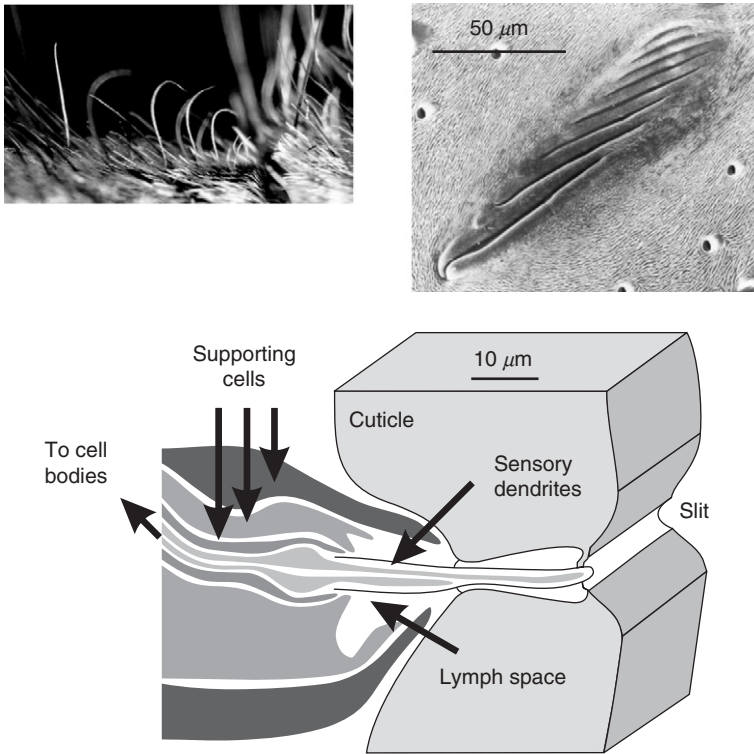 50 μm
Supporting
cells
10 μm
Cuticle
To cell
bodies
Sensory
dendrites
Slit
Lymph space